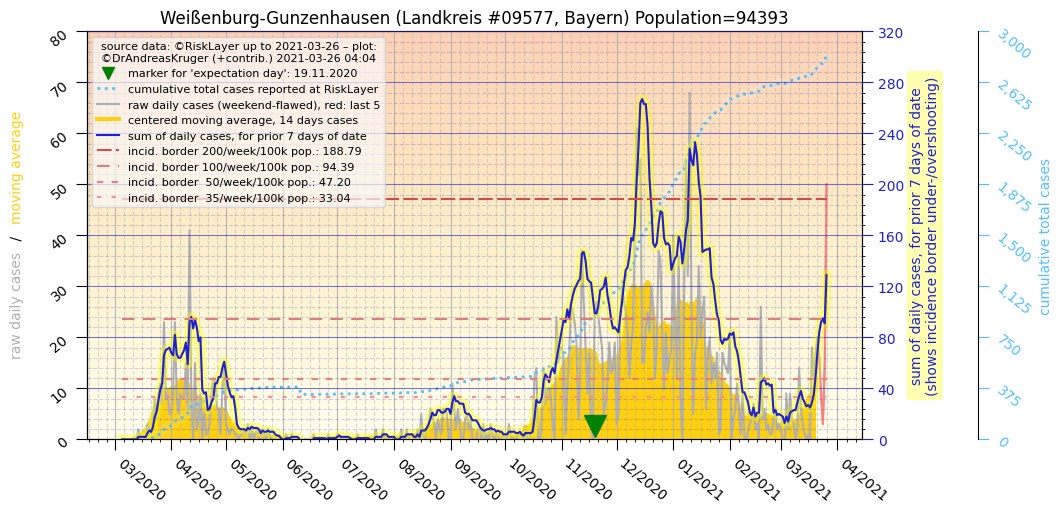 Weißenburg-Gunzenhausen (Landkreis #09577, Bayern) Population=94393
source data: ©RiskLayer up to 2021-03-26 – plot:
©DrAndreasKruger (+contrib.) 2021-03-26 04:04
marker for 'expectation day': 19.11.2020
cumulative total cases reported at RiskLayer
raw daily cases (weekend-flawed), red: last 5
centered moving average, 14 days cases
sum of daily cases, for prior 7 days of date
incid. border 200/week/100k pop.: 188.79
incid. border 100/week/100k pop.: 94.39
incid. border  50/week/100k pop.: 47.20
incid. border  35/week/100k pop.: 33.04
raw daily cases / moving average
80
70
60
50
40
30
20
10
0
03/2020
04/2020
05/2020
06/2020
07/2020
08/2020
09/2020
10/2020
11/2020
12/2020
01/2021
02/2021
03/2021
04/2021
320
280
240
200
160
120
80
40
0
sum of daily cases, for prior 7 days of date
(shows incidence border under-/overshooting)
3,000
2,625
2,250
1,875
1,500
1,125
750
375
0
cumulative total cases